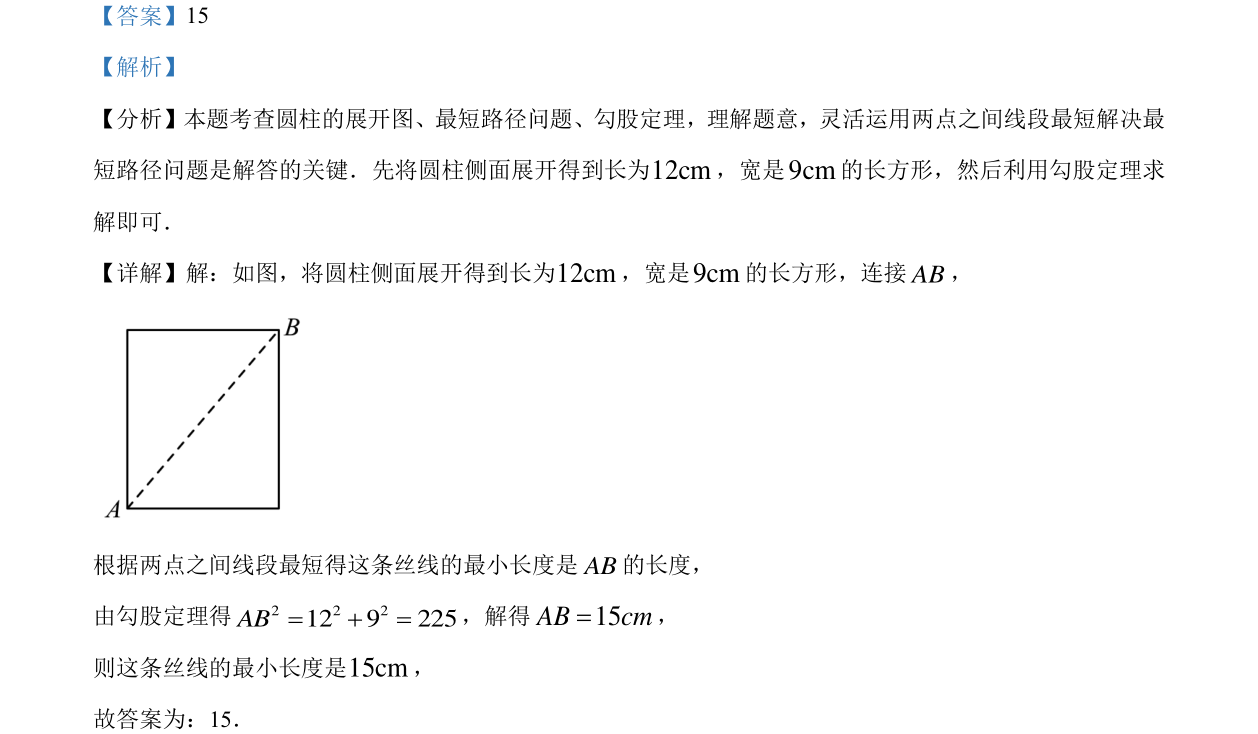 【答案】15
【解析】
【分析】本题考查圆柱的展开图、最短路径问题、勾股定理，理解题意，灵活运用两点之间线段最短解决最
短路径问题是解答的关键．先将圆柱侧面展开得到长为12cm，宽是9cm的长方形，然后利用勾股定理求
解即可．
【详解】解：如图，将圆柱侧面展开得到长为12cm，宽是9cm的长方形，连接AB，
B
A
根据两点之间线段最短得这条丝线的最小长度是AB的长度，
由勾股定理得AB²=12²+9²=225，解得AB=15cm，
则这条丝线的最小长度是15cm，
故答案为：15．